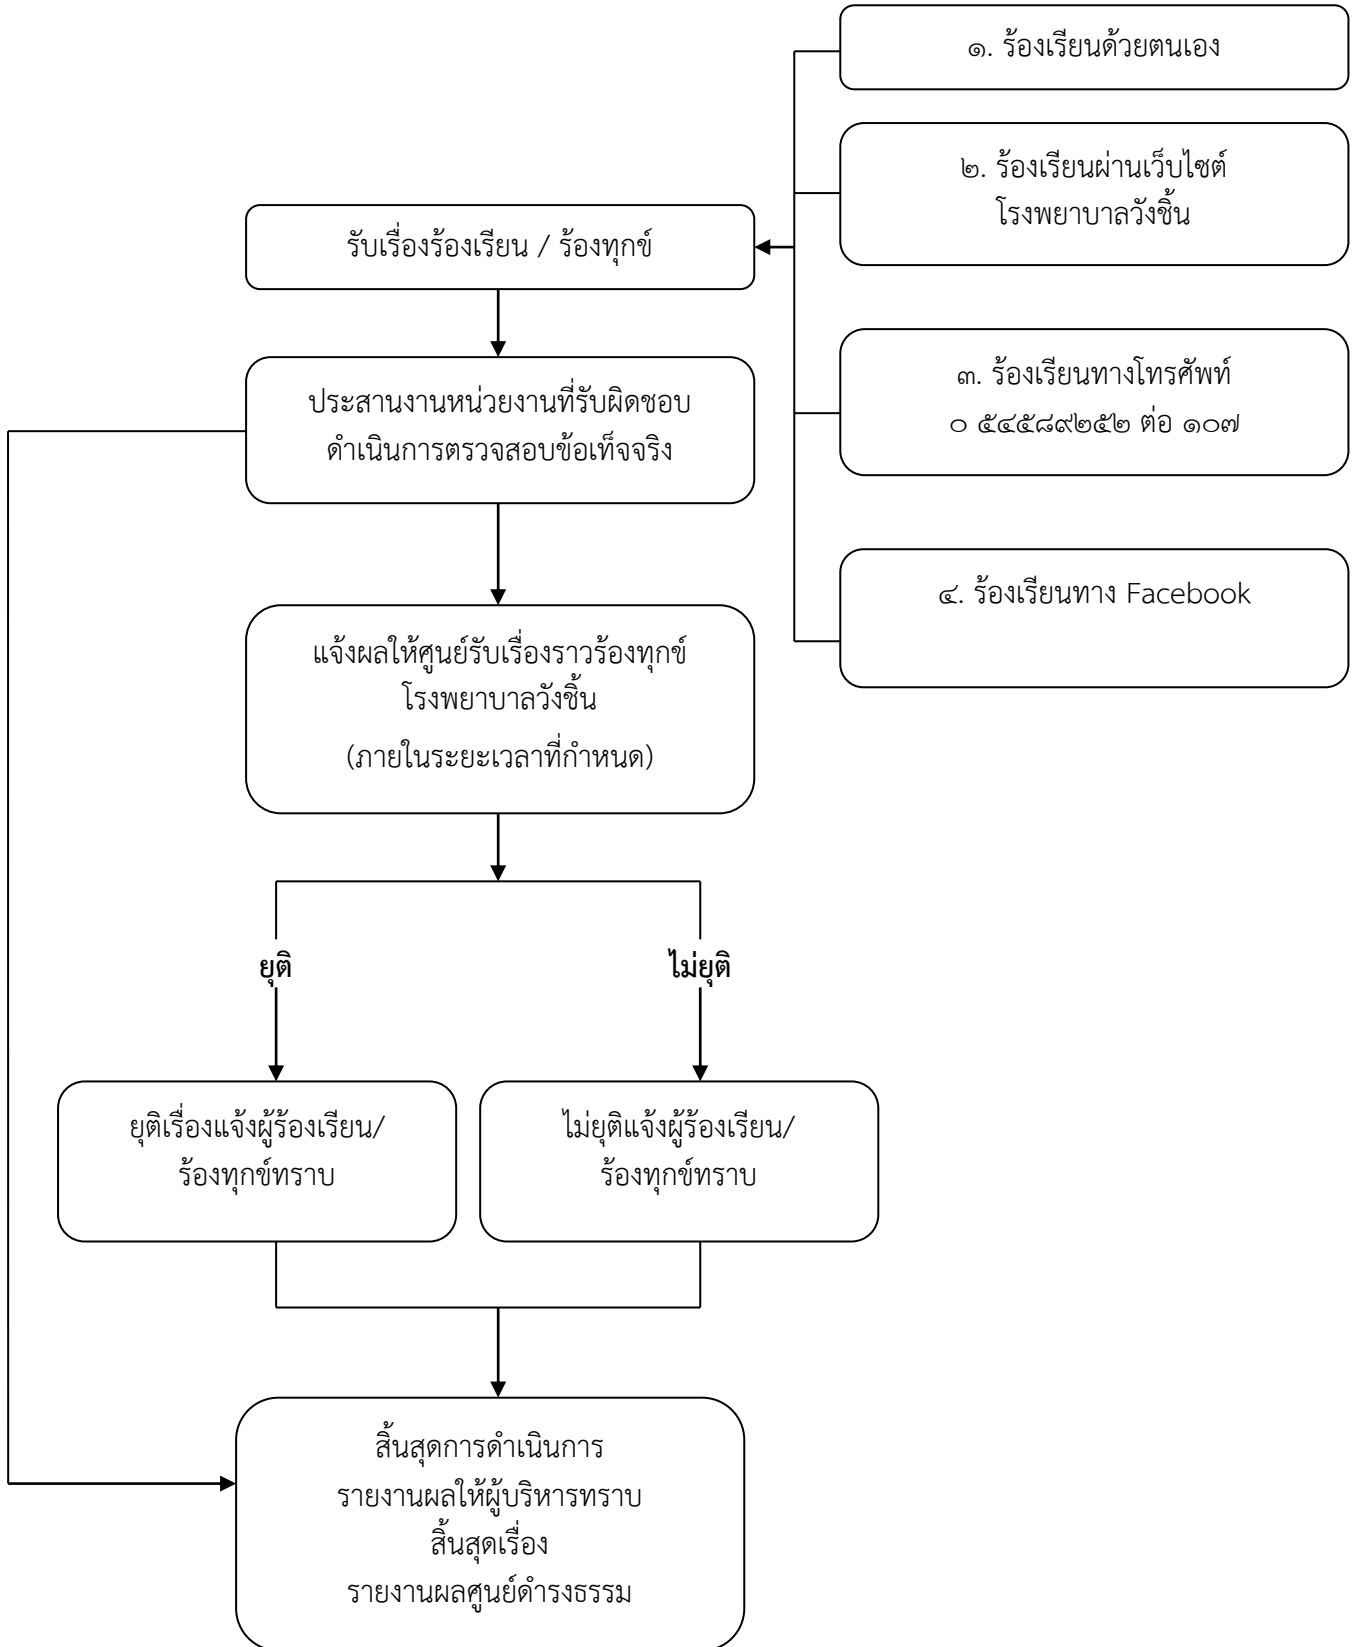 ๑. ร้องเรียนด้วยตนเอง
๒. ร้องเรียนผ่านเว็บไซต์
โรงพยาบาลวังชิ้น
รับเรื่องร้องเรียน / ร้องทุกข์
๓. ร้องเรียนทางโทรศัพท์
๐ ๕๔๕๘๙๒๕๒ ต่อ ๑๐๗
ประสานงานหน่วยงานที่รับผิดชอบ
ดำเนินการตรวจสอบข้อเท็จจริง
๔. ร้องเรียนทาง Facebook
แจ้งผลให้ศูนย์รับเรื่องราวร้องทุกข์
โรงพยาบาลวังชิ้น
(ภายในระยะเวลาที่กำหนด)
ยุติ
ไม่ยุติ
ยุติเรื่องแจ้งผู้ร้องเรียน/
ร้องทุกข์ทราบ
ไม่ยุติแจ้งผู้ร้องเรียน/
ร้องทุกข์ทราบ
สิ้นสุดการดำเนินการ
รายงานผลให้ผู้บริหารทราบ
สิ้นสุดเรื่อง
รายงานผลศูนย์ดำรงธรรม